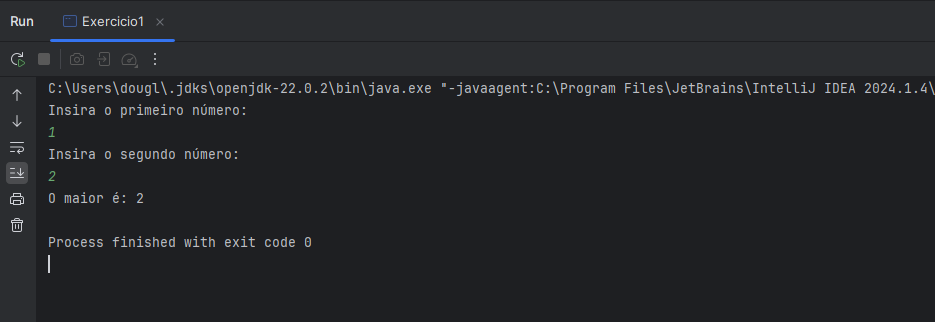 Run Exercicio1
C:\Users\dougl\.jdks\openjdk-22.0.2\bin\java.exe "-javaagent:C:\Program Files\JetBrains\IntelliJ IDEA 2024.1.4\
Insira o primeiro número:
1
Insira o segundo número:
2
O maior é: 2
Process finished with exit code 0